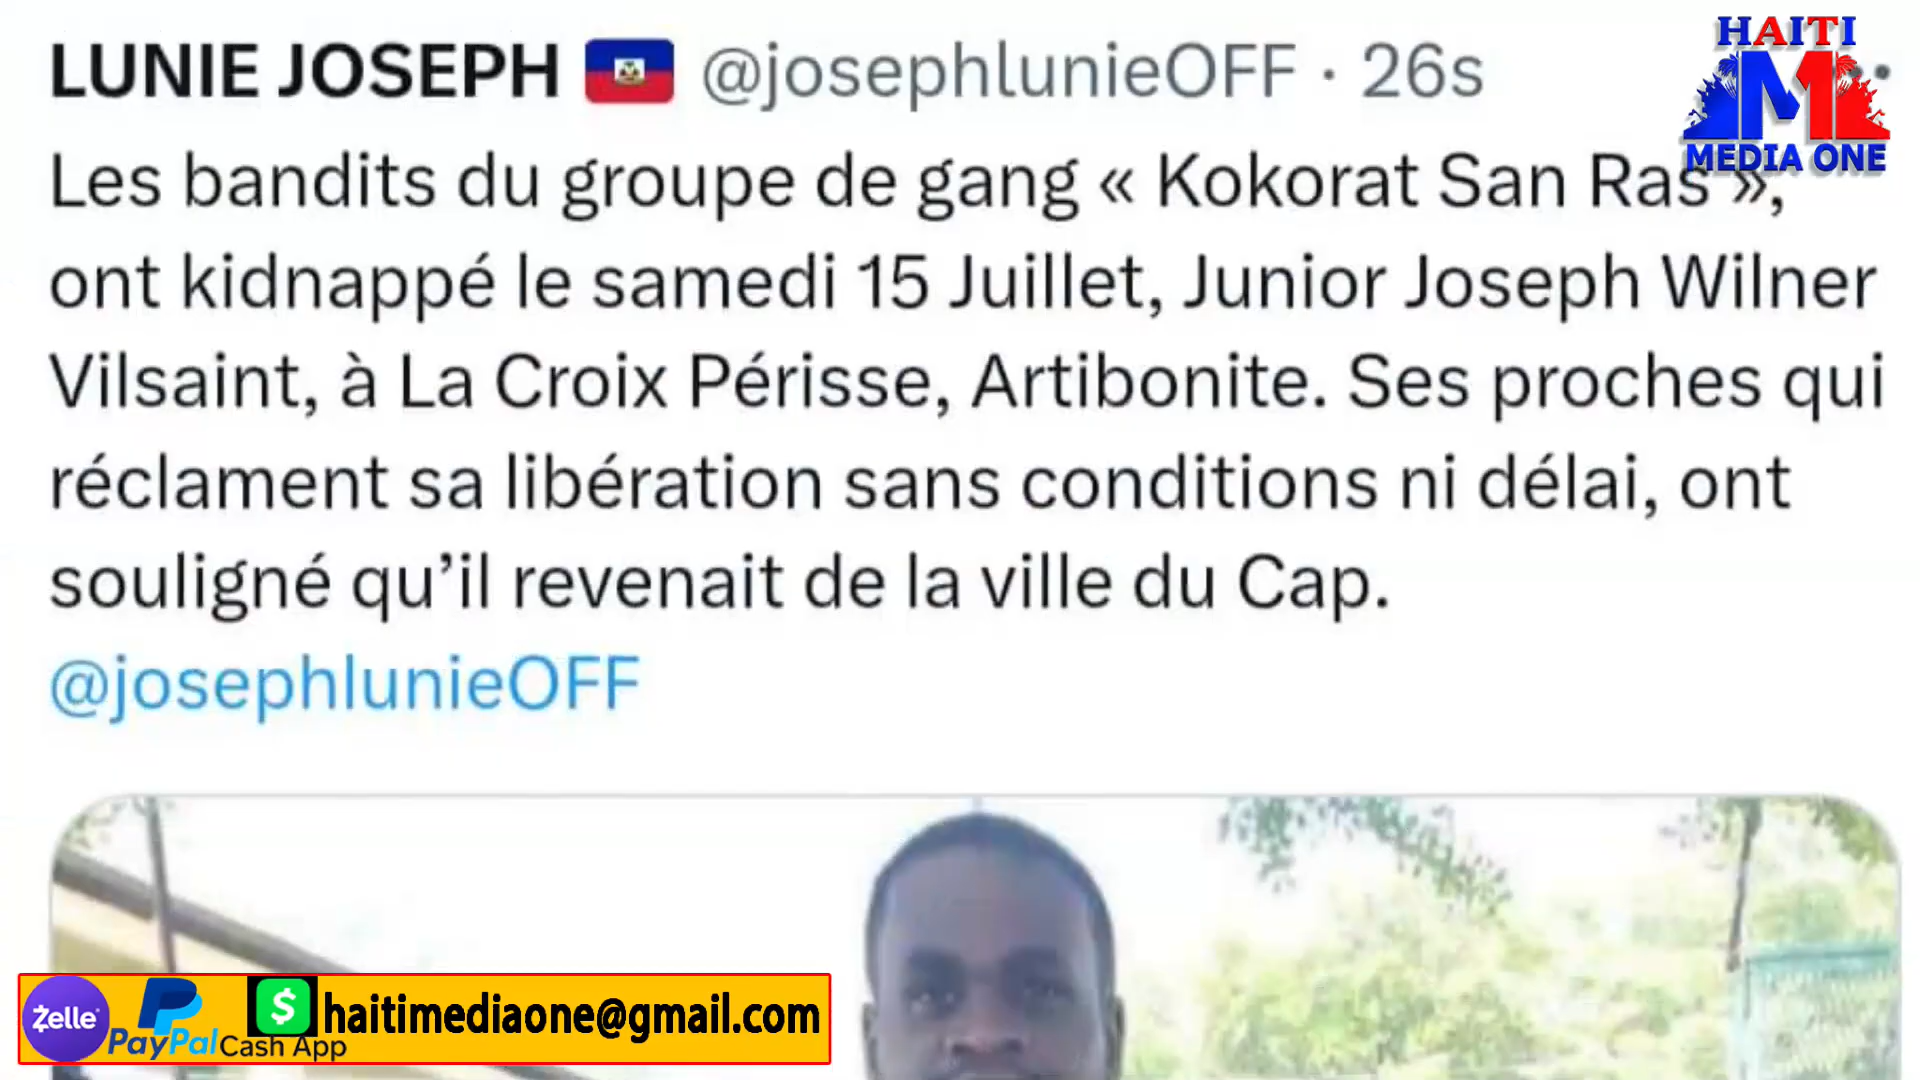 LUNIE JOSEPH @josephlunieOFF · 26s
HAITI
M1
MEDIA ONE
Les bandits du groupe de gang « Kokorat San Ras »,
ont kidnappé le samedi 15 Juillet, Junior Joseph Wilner
Vilsaint, à La Croix Périsse, Artibonite. Ses proches qui
réclament sa libération sans conditions ni délai, ont
souligné qu’il revenait de la ville du Cap.
@josephlunieOFF
Zelle PayPal $ Cash App haitimediaone@gmail.com